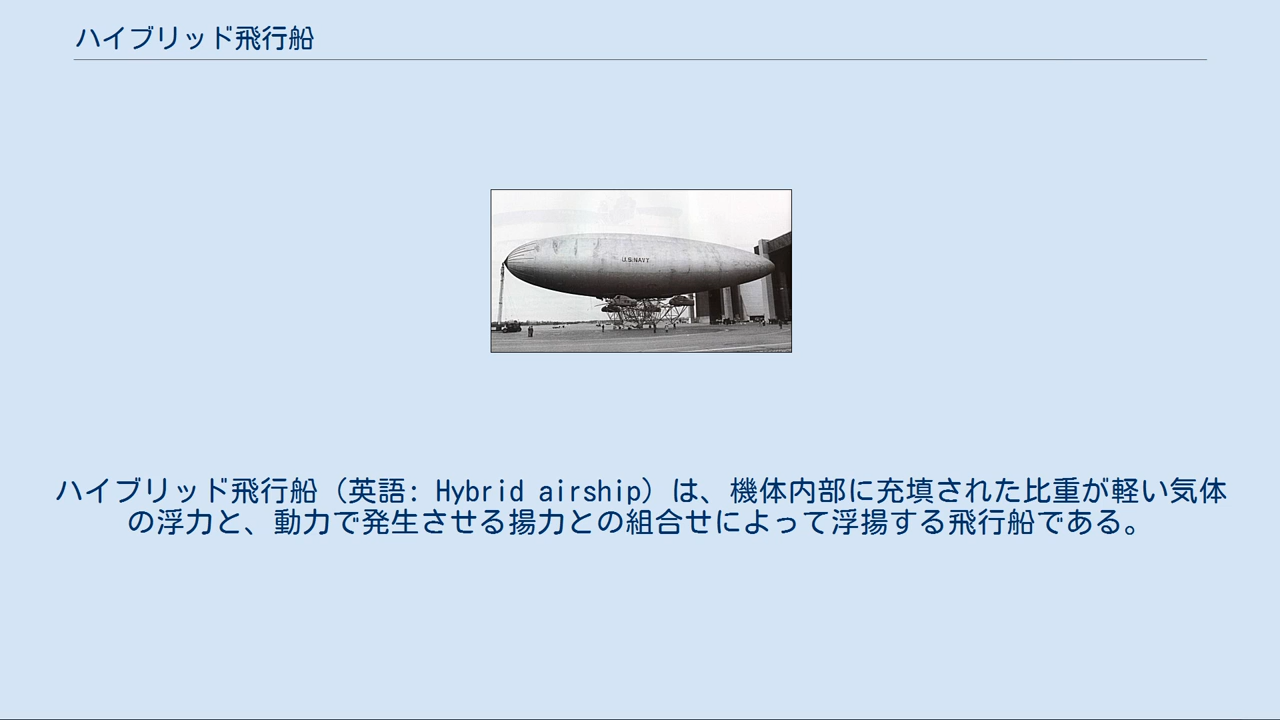 ハイブリッド飛行船
U.S.NAVY
ハイブリッド飛行船（英語: Hybrid airship）は、機体内部に充填された比重が軽い気体
の浮力と、動力で発生させる揚力との組合せによって浮揚する飛行船である。